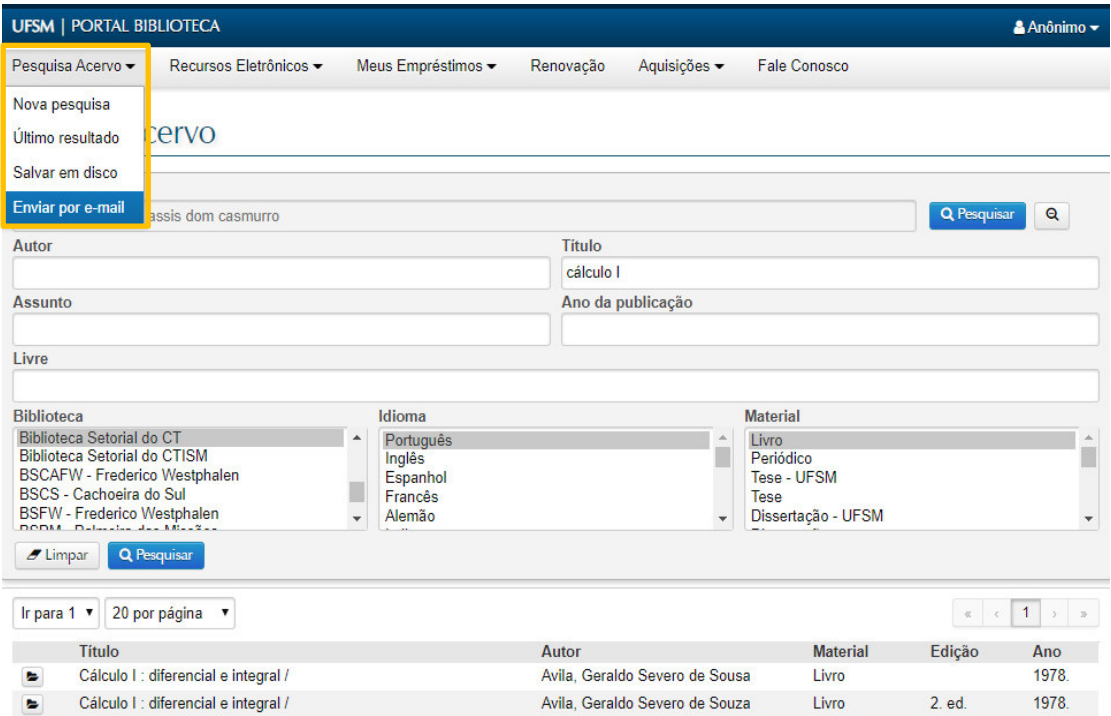 UFSM | PORTAL BIBLIOTECA
Anônimo
Pesquisa Acervo
Recursos Eletrônicos
Meus Empréstimos
Renovação
Aquisições
Fale Conosco
Nova pesquisa
Último resultado
Salvar em disco
Enviar por e-mail
cervo
assis dom casmurro
Pesquisar
Autor
Título
cálculo I
Assunto
Ano da publicação
Livre
Biblioteca
Biblioteca Setorial do CT
Biblioteca Setorial do CTISM
BSCAFW - Frederico Westphalen
BSCS - Cachoeira do Sul
BSFW - Frederico Westphalen
Idioma
Português
Inglês
Espanhol
Francês
Alemão
Material
Livro
Periódico
Tese - UFSM
Tese
Dissertação - UFSM
Limpar
Pesquisar
Ir para 1
20 por página
« ‹ 1 › »
Título Autor Material Edição Ano
Cálculo I : diferencial e integral / Avila, Geraldo Severo de Sousa Livro 1978.
Cálculo I : diferencial e integral / Avila, Geraldo Severo de Souza Livro 2. ed. 1978.